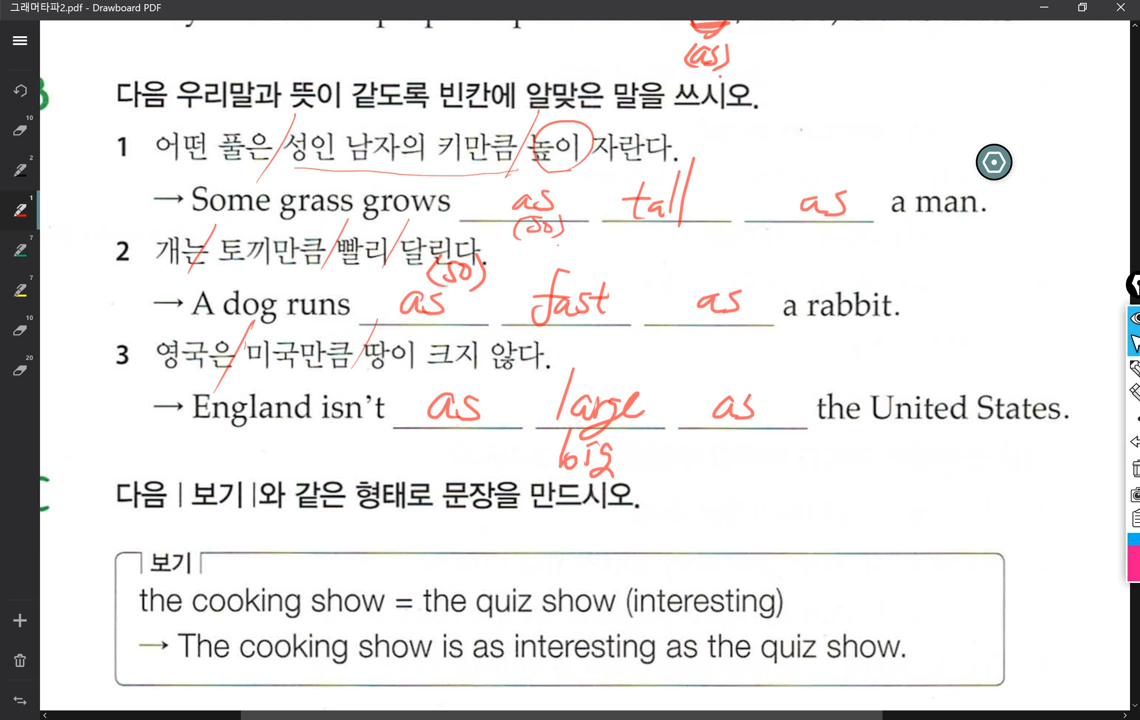 그래머타파2.pdf - Drawboard PDF
(as)
다음 우리말과 뜻이 같도록 빈칸에 알맞은 말을 쓰시오.
1 어떤 풀은 성인 남자의 키만큼 높이 자란다.
→ Some grass grows as tall as a man.
(so)
2 개는 토끼만큼 빨리 달린다.
(so)
→ A dog runs as fast as a rabbit.
3 영국은 미국만큼 땅이 크지 않다.
→ England isn't as large as the United States.
big
다음 | 보기 |와 같은 형태로 문장을 만드시오.
보기
the cooking show = the quiz show (interesting)
→ The cooking show is as interesting as the quiz show.
10
2
1
7
7
10
20